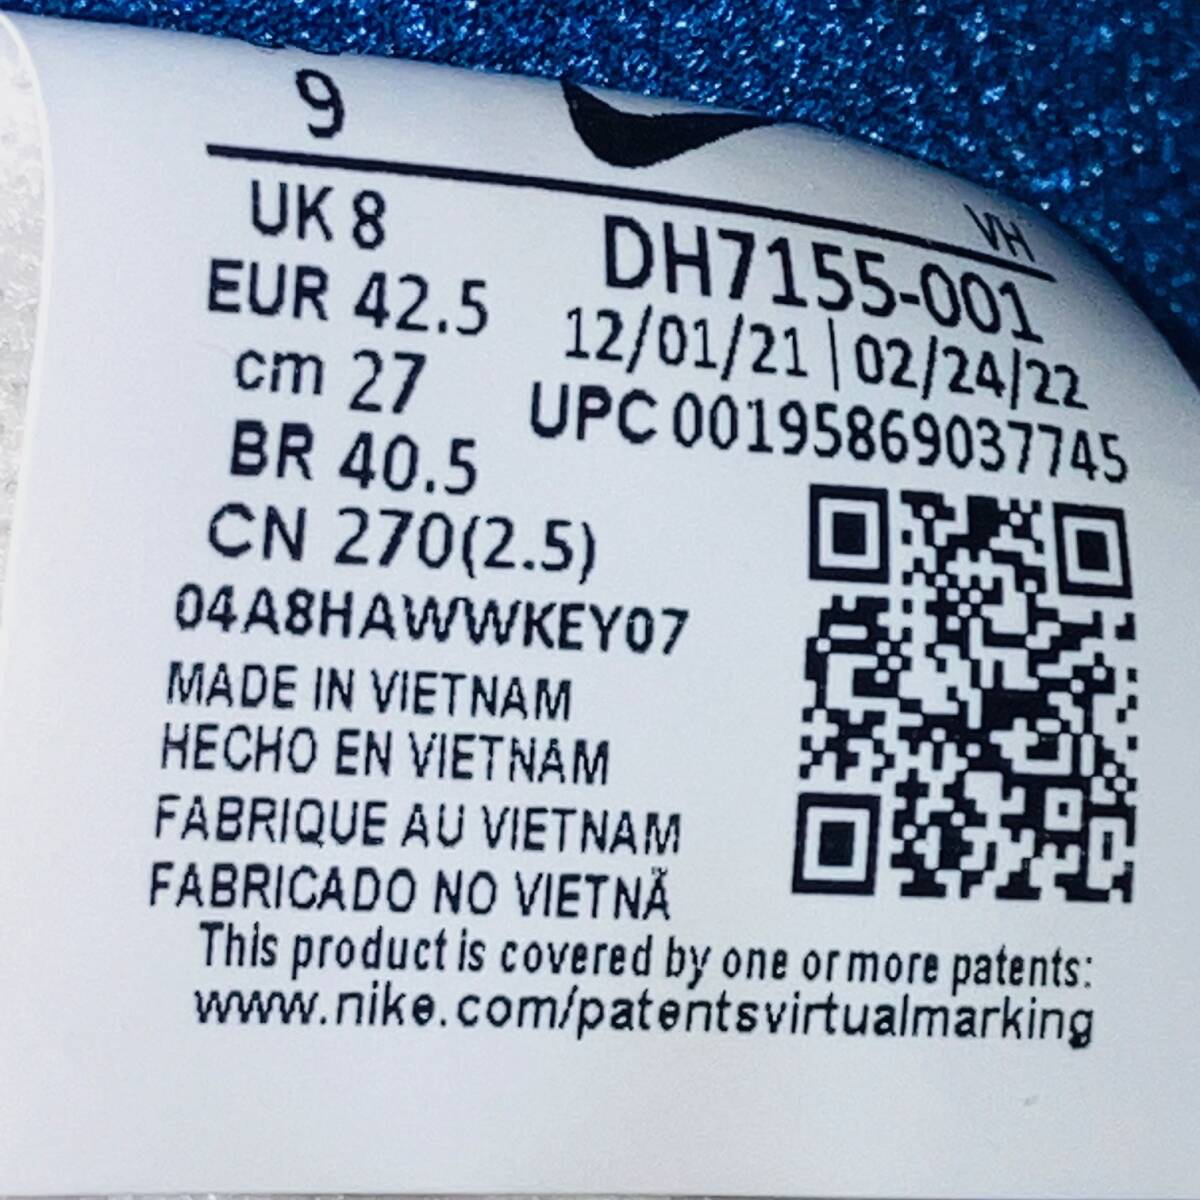 9
VH
UK 8
DH7155-001
EUR 42.5
12/01/21 | 02/24/22
cm 27
UPC 00195869037745
BR 40.5
CN 270(2.5)
04A8HAWWKEY07
MADE IN VIETNAM
HECHO EN VIETNAM
FABRIQUE AU VIETNAM
FABRICADO NO VIETNÃ
This product is covered by one or more patents:
www.nike.com/patentsvirtualmarking